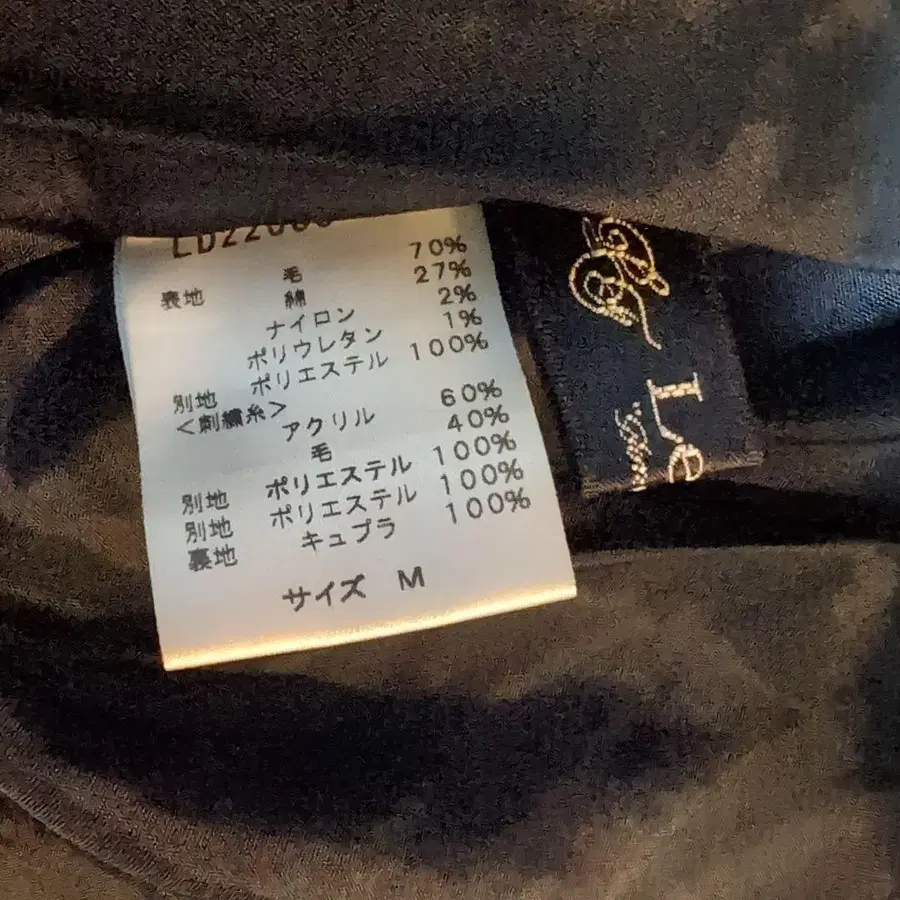 表地 毛 70%
綿 27%
ナイロン 2%
ポリウレタン 1%
別地 ポリエステル 100%
<刺繍糸>
アクリル 60%
毛 40%
別地 ポリエステル 100%
別地 ポリエステル 100%
裏地 キュプラ 100%
サイズ M
Le